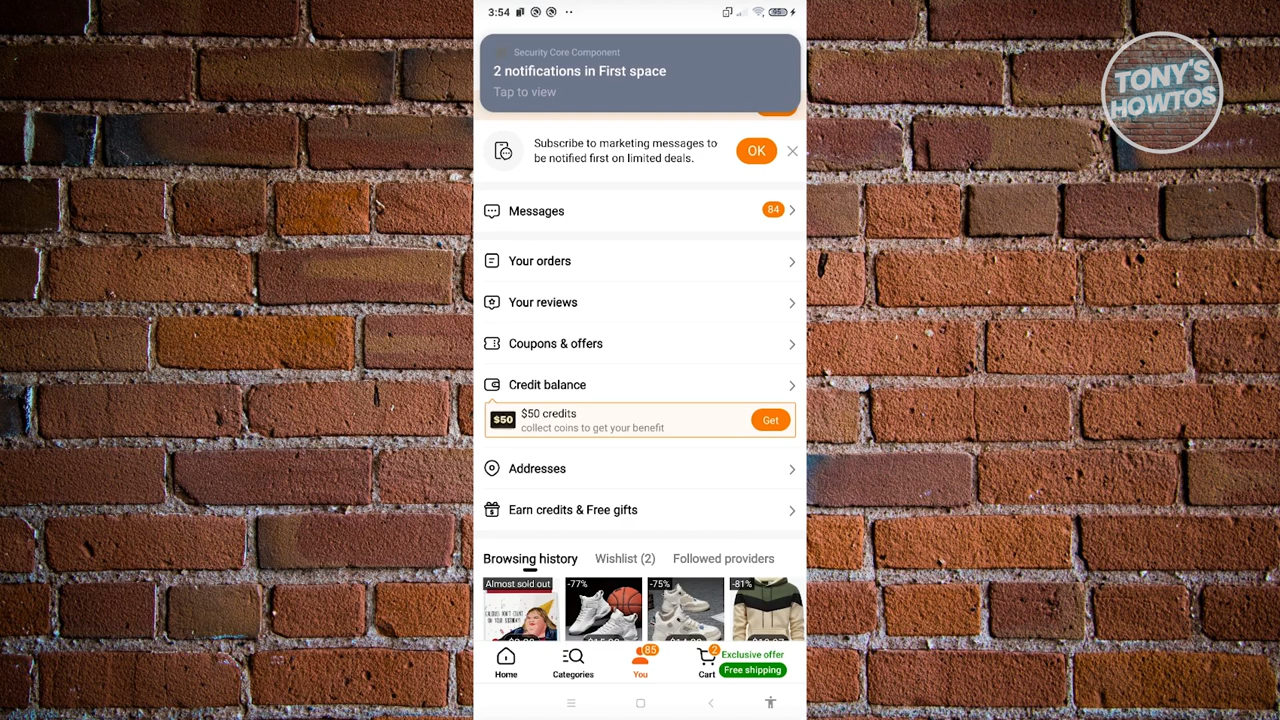 3:54
95
Security Core Component
2 notifications in First space
Tap to view
TONY'S
HOWTOS
Subscribe to marketing messages to
be notified first on limited deals.
OK
Messages
84
Your orders
Your reviews
Coupons & offers
Credit balance
$50
$50 credits
collect coins to get your benefit
Get
Addresses
Earn credits & Free gifts
Browsing history
Wishlist (2)
Followed providers
Almost sold out
-77%
-75%
-81%
85
2
Exclusive offer
Free shipping
Home
Categories
You
Cart